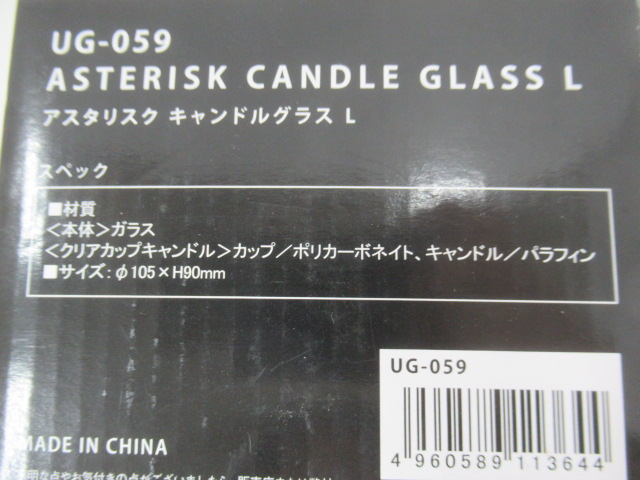 UG-059
ASTERISK CANDLE GLASS L
アスタリスク キャンドルグラス L
スペック
■材質
<本体>ガラス
<クリアカップキャンドル>カップ/ポリカーボネイト、キャンドル/パラフィン
■サイズ:φ105×H90mm
UG-059
4 960589 113644
MADE IN CHINA